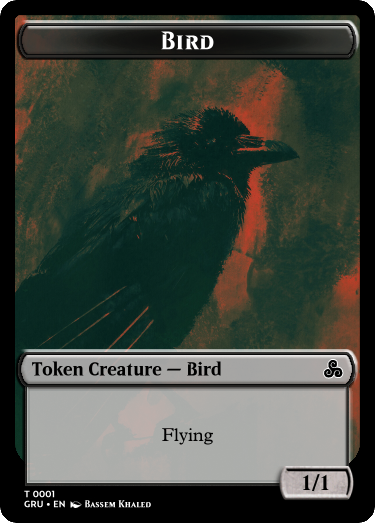 Bird
Token Creature — Bird
Flying
1/1
T 0001
GRU • EN Bassem Khaled